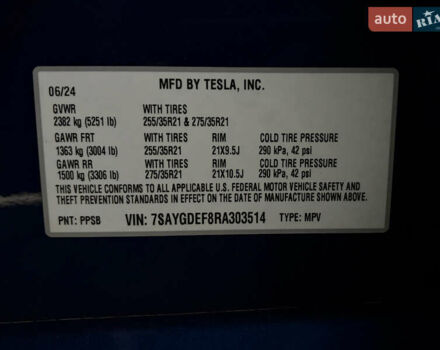 auto RIA
MFD BY TESLA, INC.
06/24
GVWR WITH TIRES
2382 kg (5251 lb) 255/35R21 & 275/35R21
GAWR FRT WITH TIRES RIM COLD TIRE PRESSURE
1363 kg (3004 lb) 255/35R21 21X9.5J 290 kPa, 42 psi
GAWR RR WITH TIRES RIM COLD TIRE PRESSURE
1500 kg (3306 lb) 275/35R21 21X10.5J 290 kPa, 42 psi
THIS VEHICLE CONFORMS TO ALL APPLICABLE U.S. FEDERAL MOTOR VEHICLE SAFETY AND
THEFT PREVENTION STANDARDS IN EFFECT ON THE DATE OF MANUFACTURE SHOWN ABOVE.
PNT: PPSB VIN: 7SAYGDEF8RA303514 TYPE: MPV